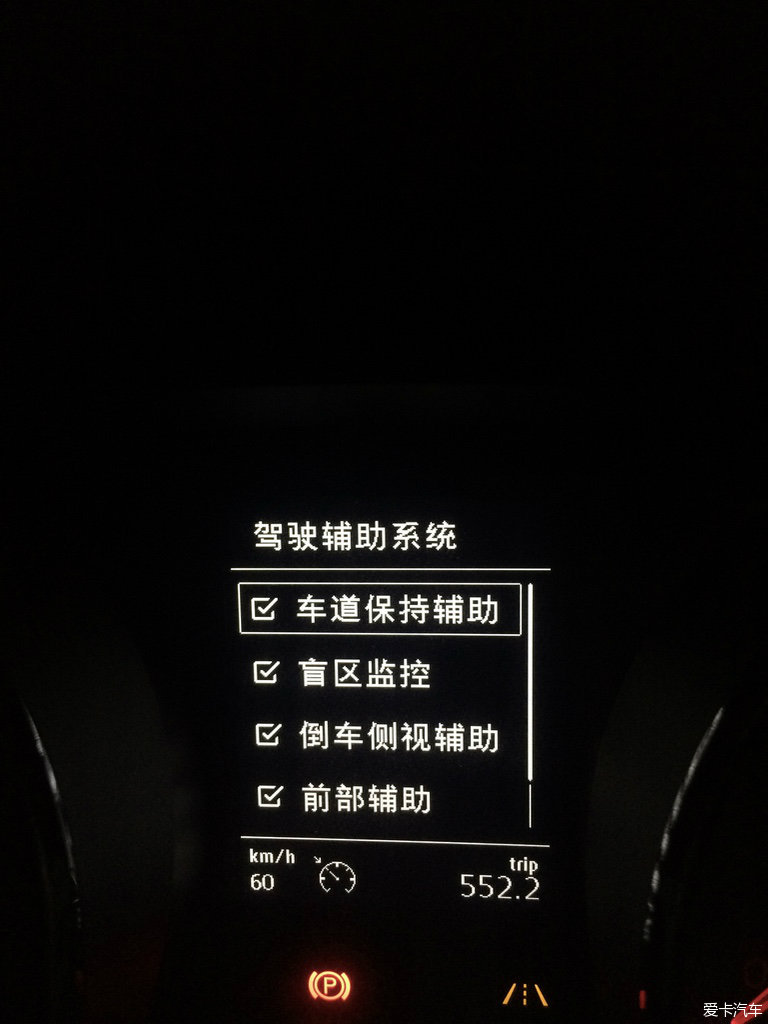 驾驶辅助系统
车道保持辅助
盲区监控
倒车侧视辅助
前部辅助
km/h
60
trip
552.2
P
爱卡汽车